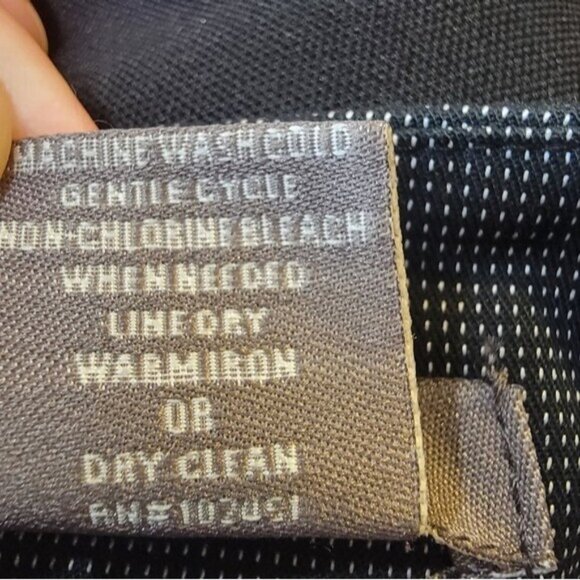 MACHINE WASH COLD
GENTLE CYCLE
NON-CHLORINE BLEACH
WHEN NEEDED
LINE DRY
WARM IRON
OR
DRY CLEAN